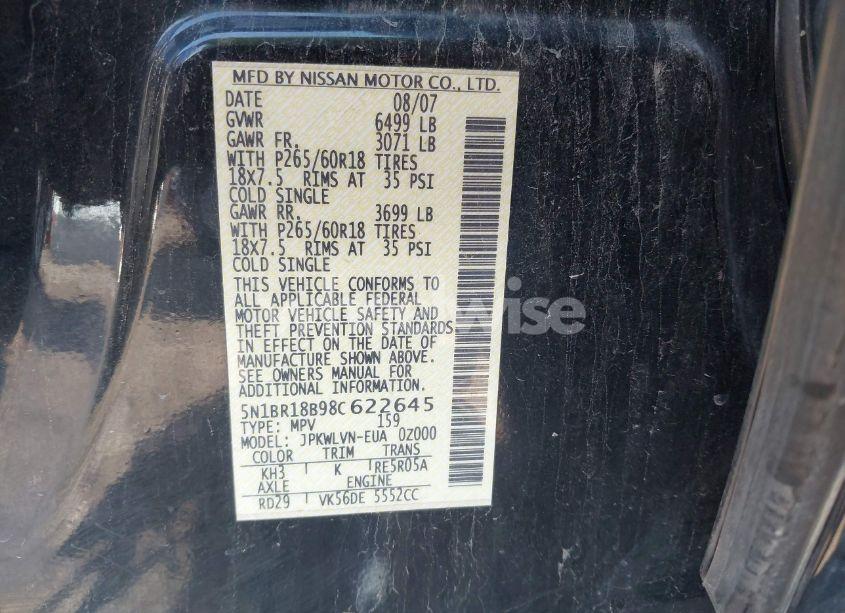 MFD BY NISSAN MOTOR CO., LTD.
DATE 08/07
GVWR 6499 LB
GAWR FR. 3071 LB
WITH P265/60R18 TIRES
18X7.5 RIMS AT 35 PSI
COLD SINGLE
GAWR RR. 3699 LB
WITH P265/60R18 TIRES
18X7.5 RIMS AT 35 PSI
COLD SINGLE
THIS VEHICLE CONFORMS TO
ALL APPLICABLE FEDERAL
MOTOR VEHICLE SAFETY AND
THEFT PREVENTION STANDARDS
IN EFFECT ON THE DATE OF
MANUFACTURE SHOWN ABOVE.
SEE OWNERS MANUAL FOR
ADDITIONAL INFORMATION.
5N1BR18B98C622645
TYPE: MPV 159
MODEL: JPKWLVN-EUA 0Z000
COLOR TRIM TRANS
KH3 K RE5R05A
AXLE ENGINE
RD29 VK56DE 5552CC